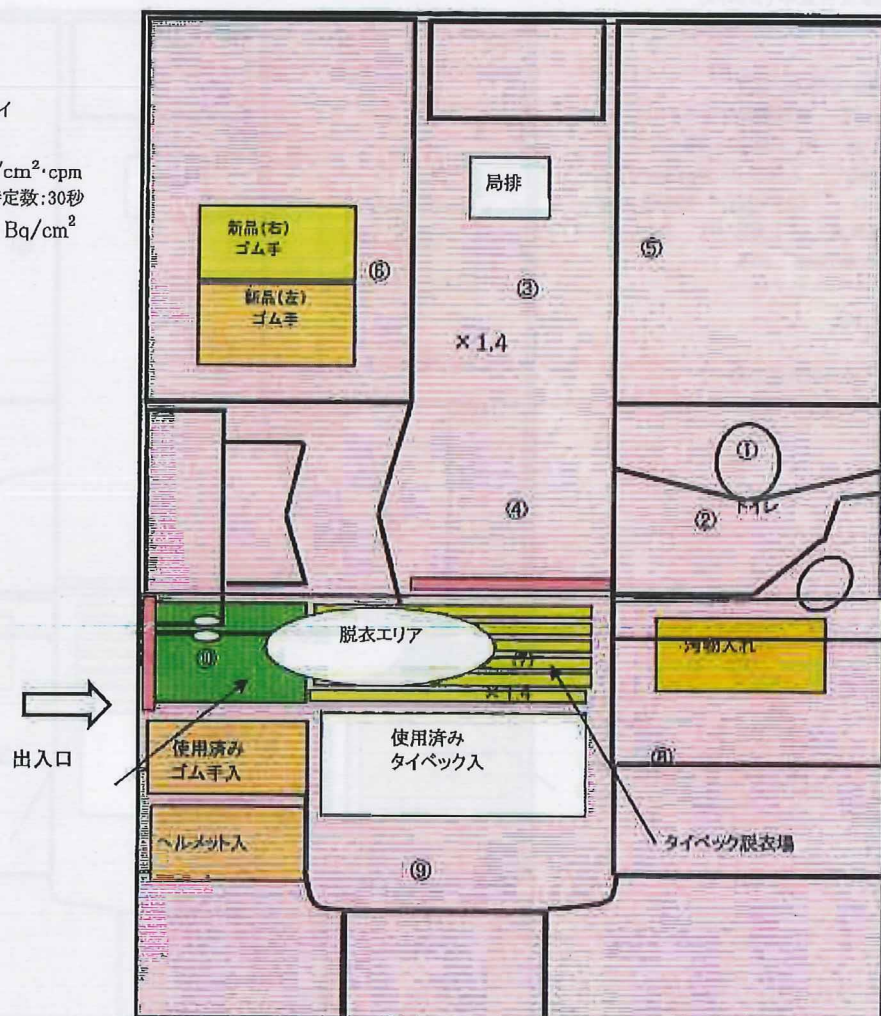 イ
/cm²・cpm
定数:30秒
Bq/cm²
局排
新品(右)
ゴム手
⑥
新品(左)
ゴム手
③
⑤
×1.4
①
④
②
トイレ
脱衣エリア
⑩
(7)
×1.4
汚物入れ
出入口
使用済み
ゴム手入
使用済み
タイベック入
⑧
ヘルメット入
タイベック脱衣場
⑨